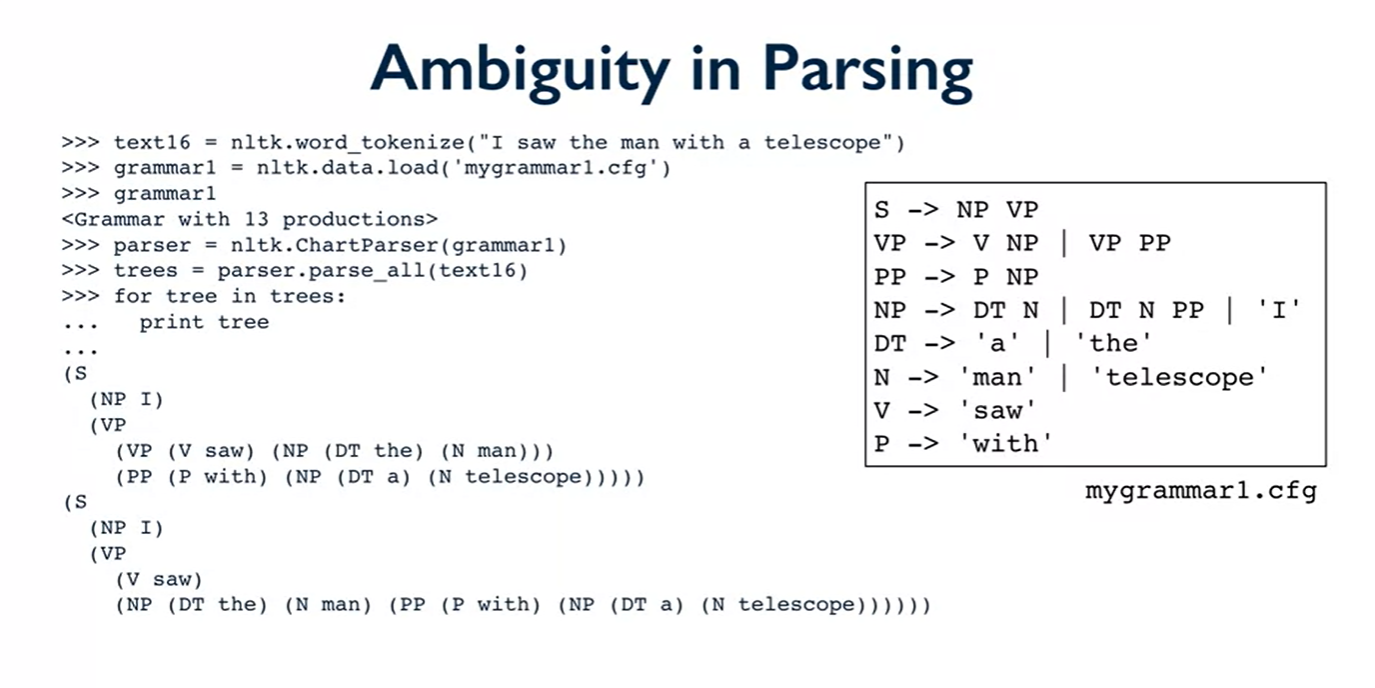 Ambiguity in Parsing
>>> text16 = nltk.word_tokenize("I saw the man with a telescope")
>>> grammar1 = nltk.data.load('mygrammar1.cfg')
>>> grammar1
<Grammar with 13 productions>
>>> parser = nltk.ChartParser(grammar1)
>>> trees = parser.parse_all(text16)
>>> for tree in trees:
...   print tree
...
(S
  (NP I)
  (VP
    (VP (V saw) (NP (DT the) (N man)))
    (PP (P with) (NP (DT a) (N telescope)))))
(S
  (NP I)
  (VP
    (V saw)
    (NP (DT the) (N man) (PP (P with) (NP (DT a) (N telescope))))))
S -> NP VP
VP -> V NP | VP PP
PP -> P NP
NP -> DT N | DT N PP | 'I'
DT -> 'a' | 'the'
N -> 'man' | 'telescope'
V -> 'saw'
P -> 'with'
mygrammar1.cfg